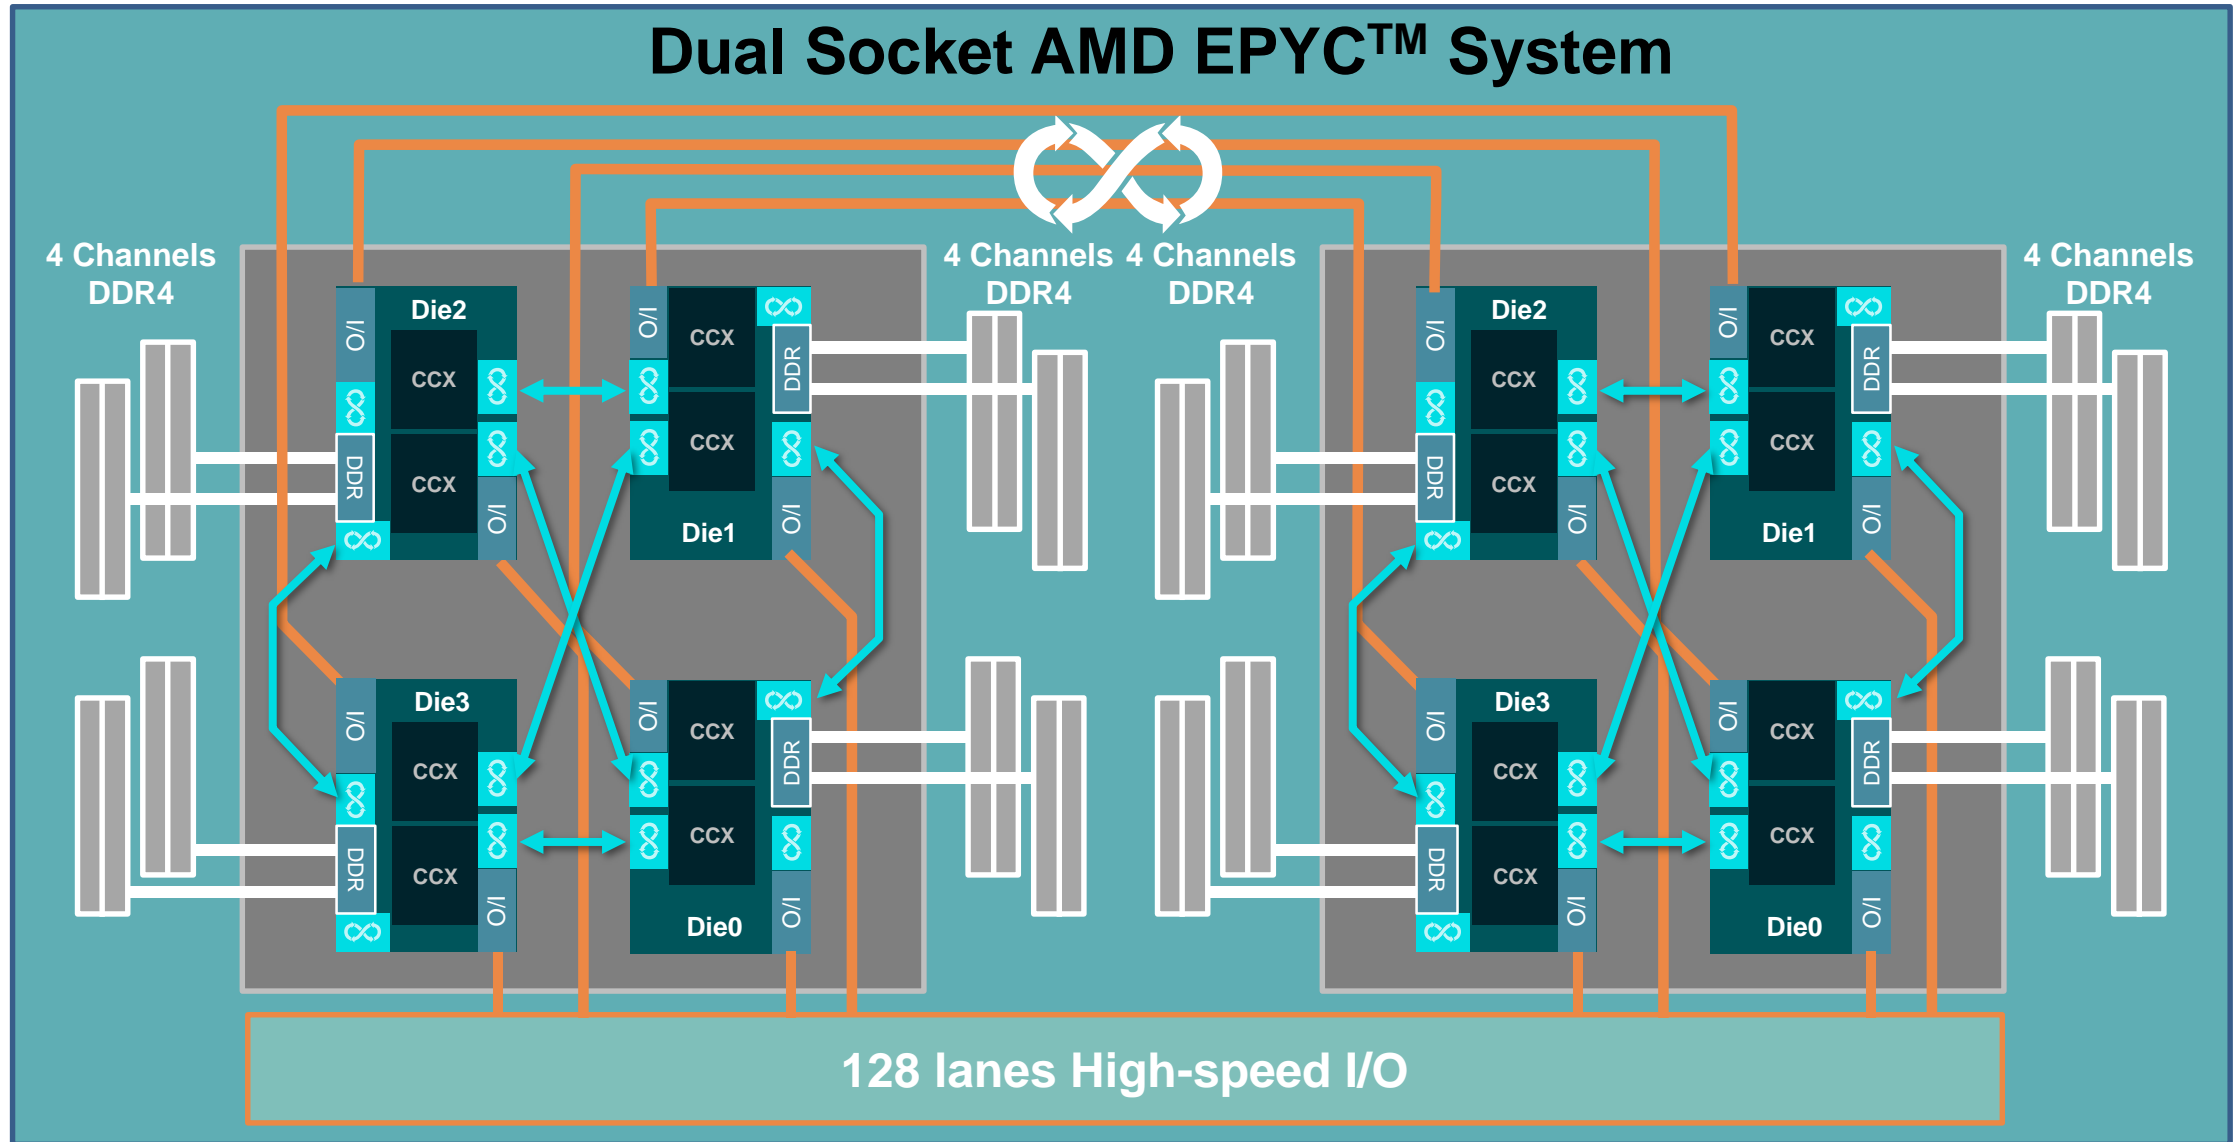 Dual Socket AMD EPYC™ System
4 Channels
DDR4
4 Channels
DDR4
4 Channels
DDR4
4 Channels
DDR4
I/O
Die2
CCX
CCX
DDR
I/O
I/O
CCX
CCX
DDR
Die1
I/O
I/O
Die2
CCX
CCX
DDR
I/O
I/O
CCX
CCX
DDR
Die1
I/O
I/O
Die3
CCX
CCX
DDR
I/O
I/O
CCX
CCX
DDR
Die0
I/O
I/O
Die3
CCX
CCX
DDR
I/O
I/O
CCX
CCX
DDR
Die0
I/O
128 lanes High-speed I/O